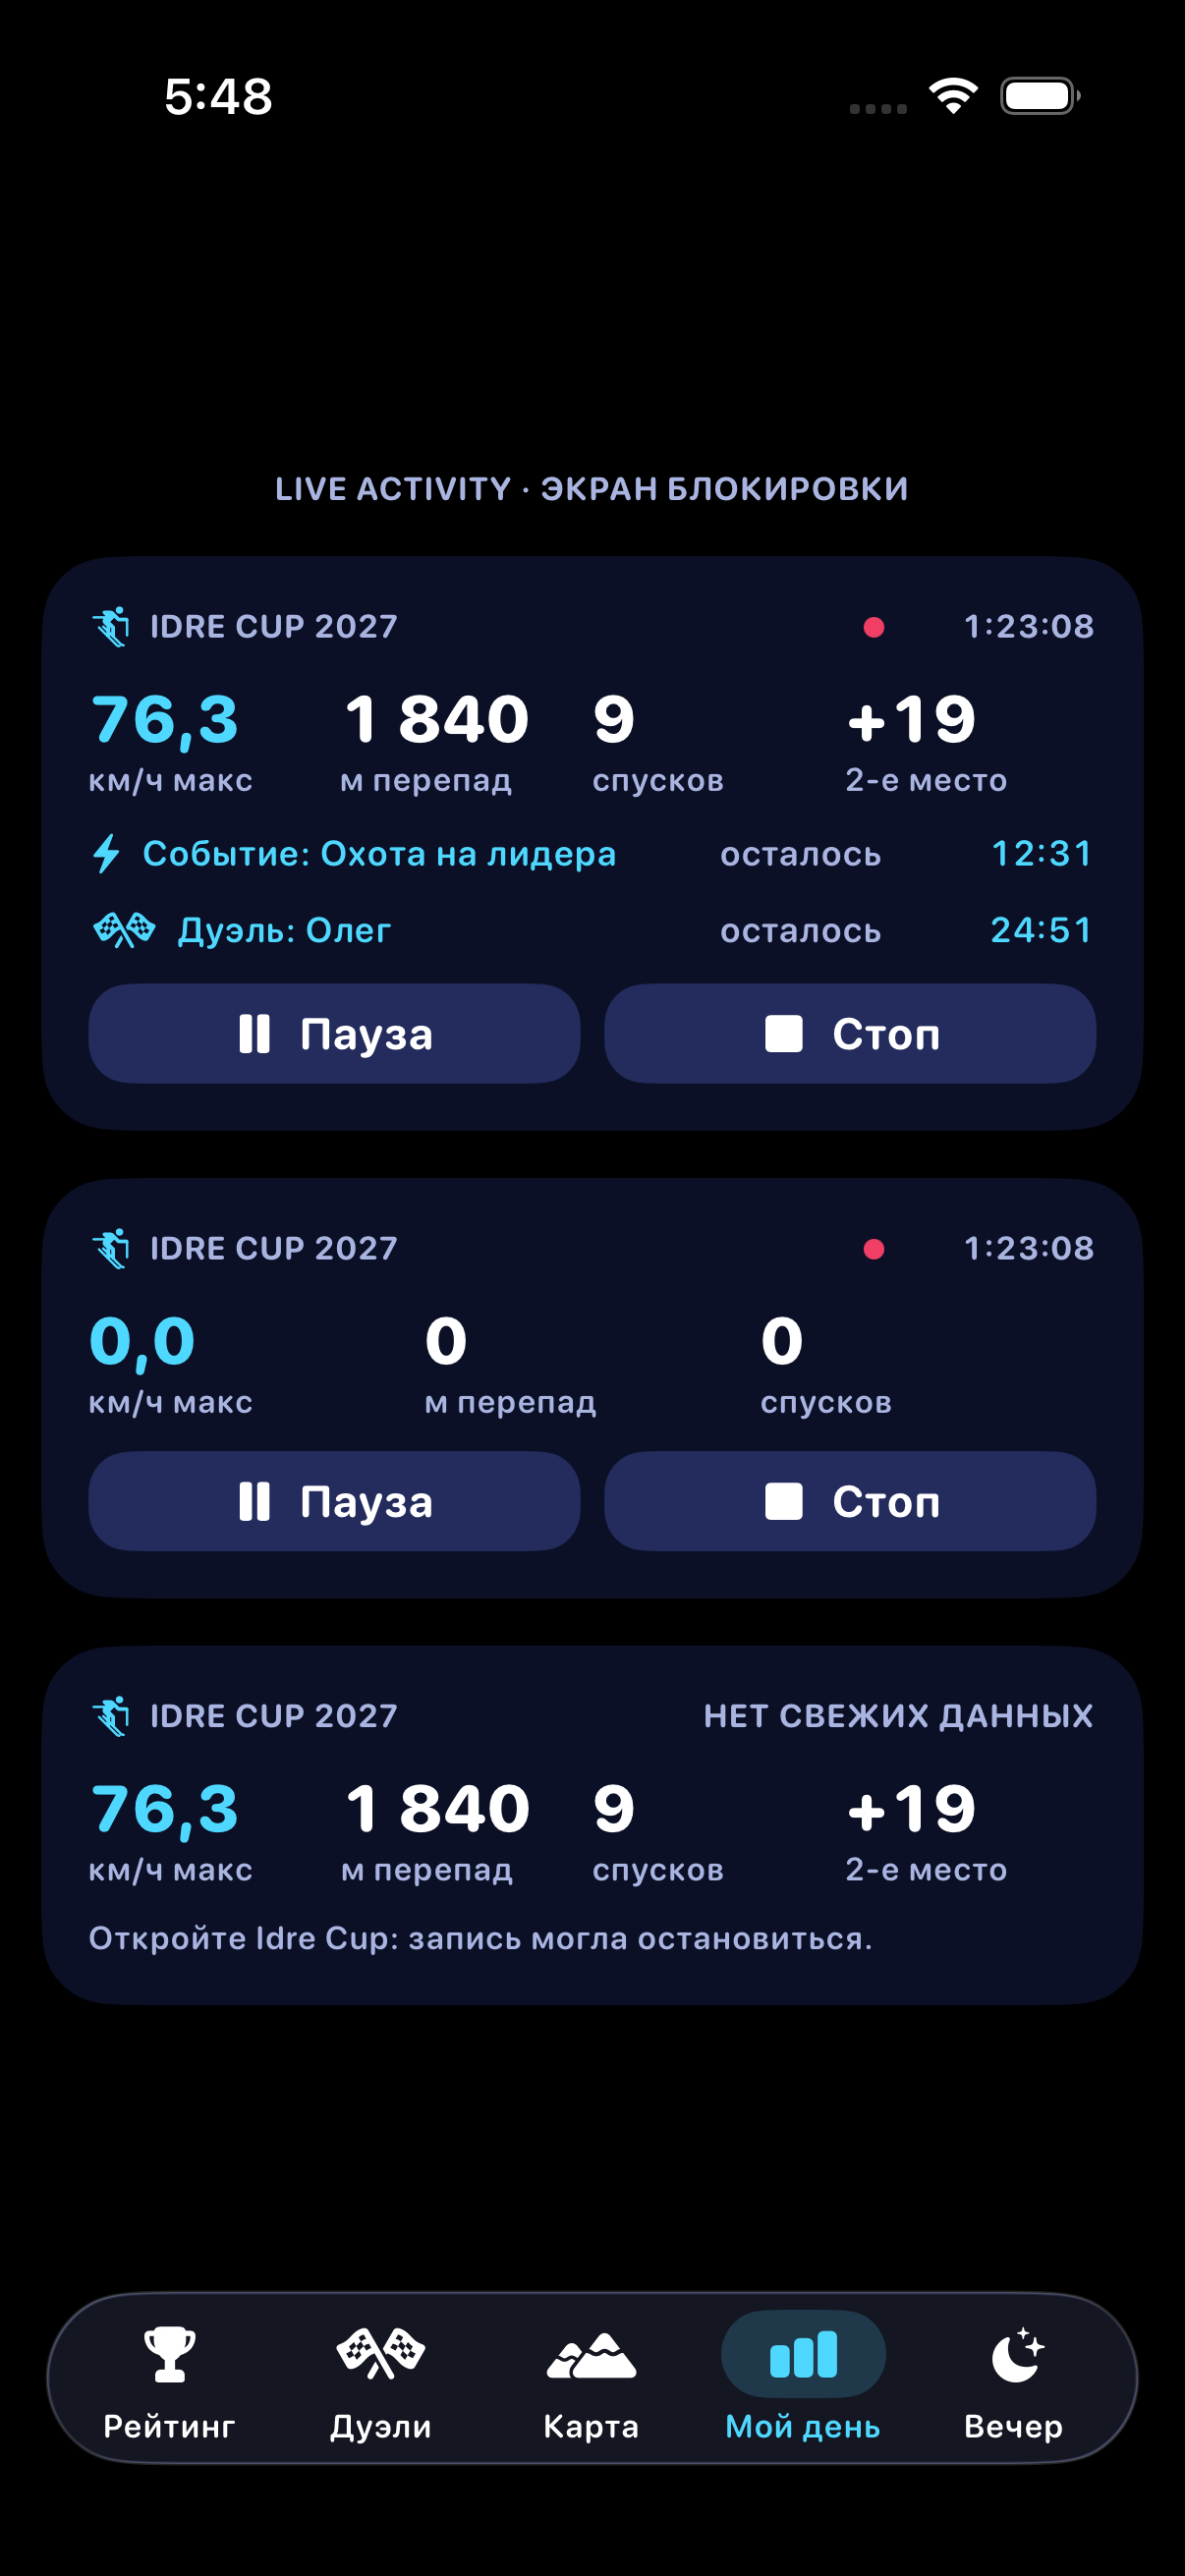 5:48
LIVE ACTIVITY · ЭКРАН БЛОКИРОВКИ
IDRE CUP 2027 1:23:08
76,3 1 840 9 +19
км/ч макс м перепад спусков 2-е место
Событие: Охота на лидера осталось 12:31
Дуэль: Олег осталось 24:51
Пауза Стоп
IDRE CUP 2027 1:23:08
0,0 0 0
км/ч макс м перепад спусков
Пауза Стоп
IDRE CUP 2027 НЕТ СВЕЖИХ ДАННЫХ
76,3 1 840 9 +19
км/ч макс м перепад спусков 2-е место
Откройте Idre Cup: запись могла остановиться.
Рейтинг Дуэли Карта Мой день Вечер